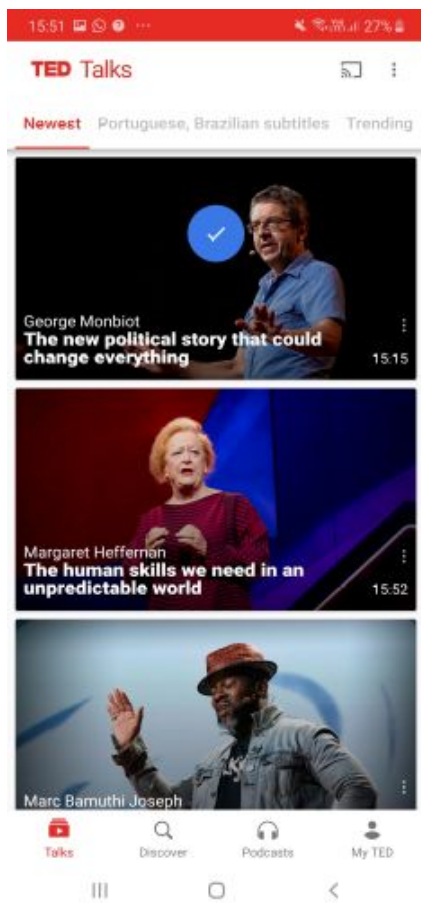 15:51
27%
TED Talks
Newest Portuguese, Brazilian subtitles Trending
George Monbiot
The new political story that could
change everything
15:15
Margaret Heffernan
The human skills we need in an
unpredictable world
15:52
Marc Bamuthi Joseph
Talks Discover Podcasts My TED